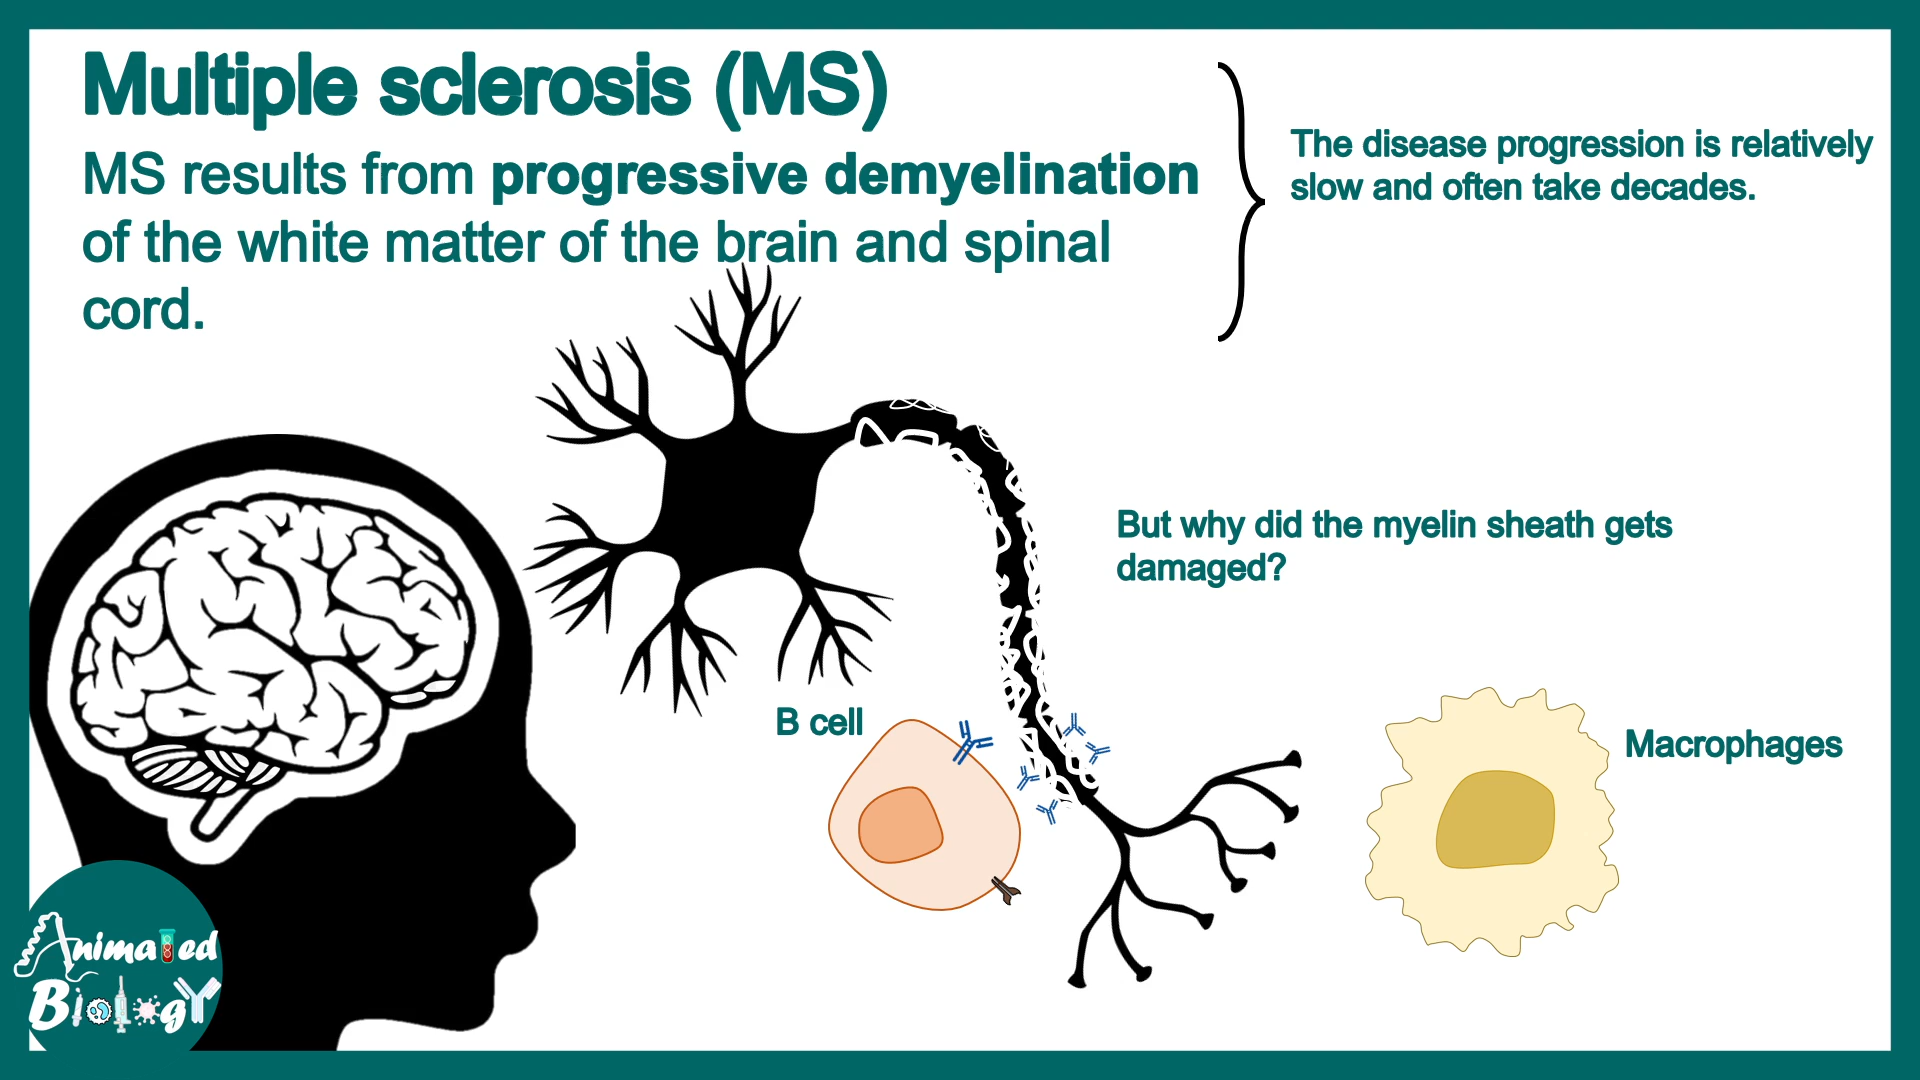 Multiple sclerosis (MS)
MS results from progressive demyelination
of the white matter of the brain and spinal
cord.
The disease progression is relatively
slow and often take decades.
But why did the myelin sheath gets
damaged?
B cell
Macrophages
Animated
Biology